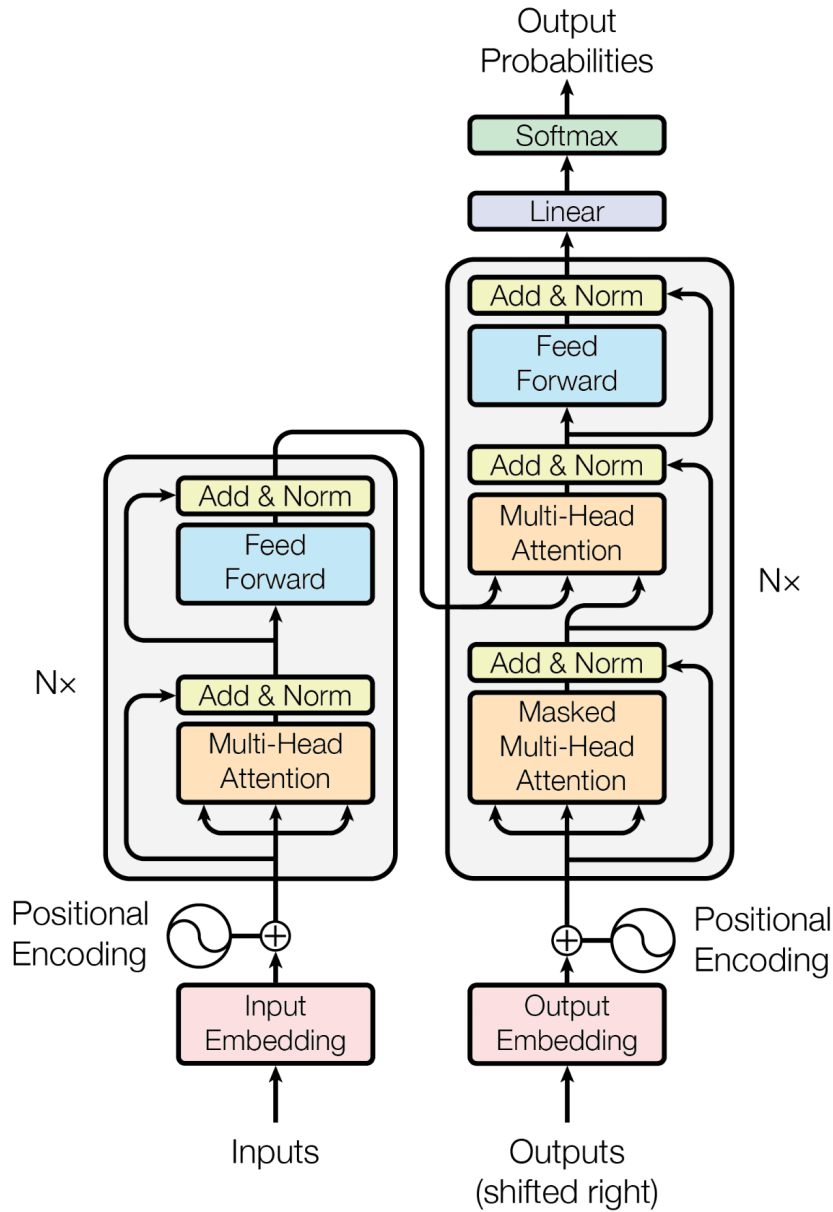 Output
Probabilities
Softmax
Linear
Add & Norm
Feed
Forward
Add & Norm
Multi-Head
Attention
Nx
Add & Norm
Masked
Multi-Head
Attention
Add & Norm
Feed
Forward
Nx
Add & Norm
Multi-Head
Attention
Positional
Encoding
Positional
Encoding
Input
Embedding
Output
Embedding
Inputs
Outputs
(shifted right)